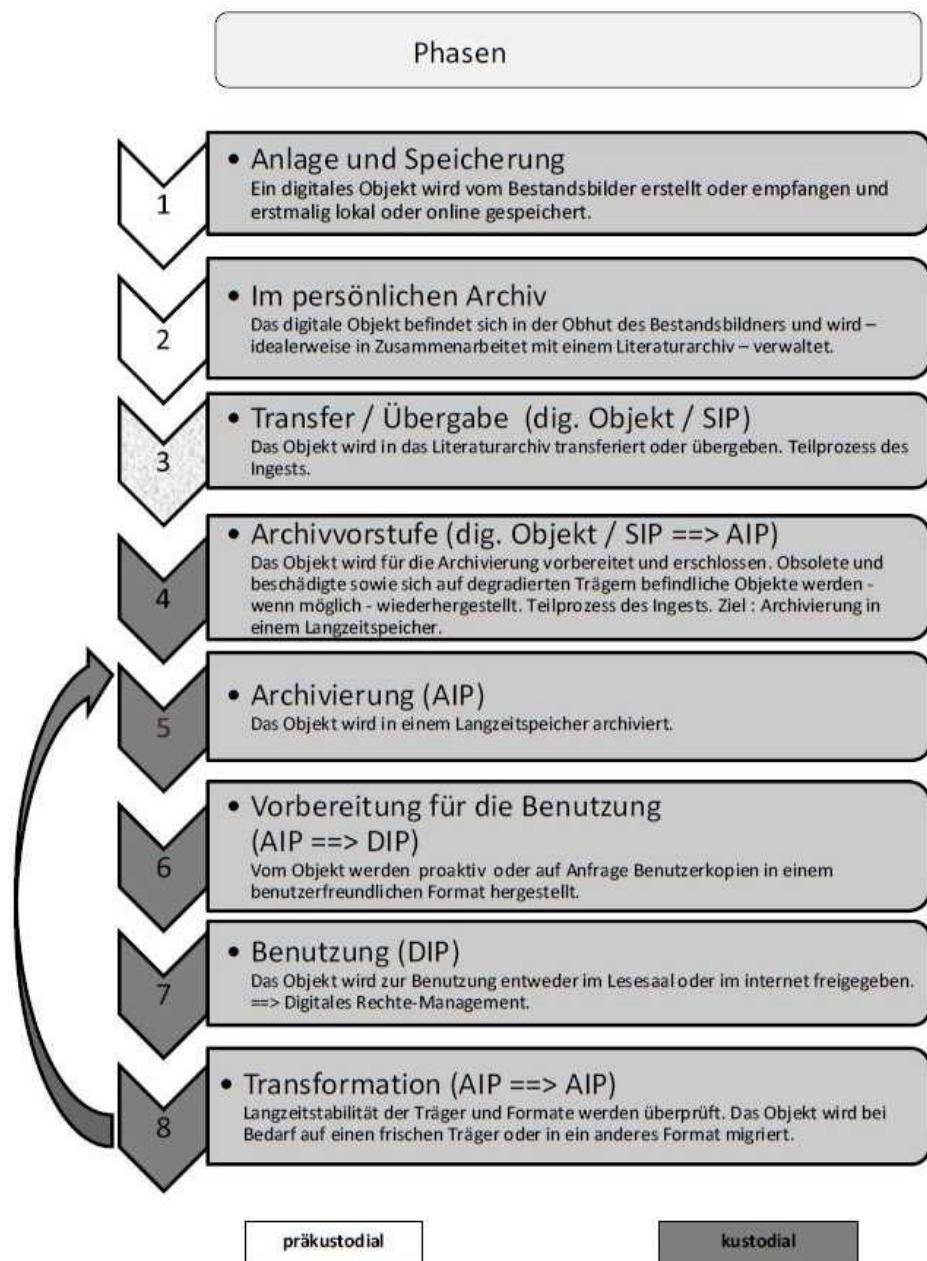 Phasen
1
• Anlage und Speicherung
Ein digitales Objekt wird vom Bestandsbilder erstellt oder empfangen und
erstmalig lokal oder online gespeichert.
2
• Im persönlichen Archiv
Das digitale Objekt befindet sich in der Obhut des Bestandsbildners und wird –
idealerweise in Zusammenarbeitet mit einem Literaturarchiv – verwaltet.
3
• Transfer / Übergabe (dig. Objekt / SIP)
Das Objekt wird in das Literaturarchiv transferiert oder übergeben. Teilprozess des
Ingests.
4
• Archivvorstufe (dig. Objekt / SIP ==> AIP)
Das Objekt wird für die Archivierung vorbereitet und erschlossen. Obsolete und
beschädigte sowie sich auf degradierten Trägern befindliche Objekte werden -
wenn möglich - wiederhergestellt. Teilprozess des Ingests. Ziel : Archivierung in
einem Langzeitspeicher.
5
• Archivierung (AIP)
Das Objekt wird in einem Langzeitspeicher archiviert.
6
• Vorbereitung für die Benutzung
(AIP ==> DIP)
Vom Objekt werden proaktiv oder auf Anfrage Benutzerkopien in einem
benutzerfreundlichen Format hergestellt.
7
• Benutzung (DIP)
Das Objekt wird zur Benutzung entweder im Lesesaal oder im internet freigegeben.
==> Digitales Rechte-Management.
8
• Transformation (AIP ==> AIP)
Langzeitstabilität der Träger und Formate werden überprüft. Das Objekt wird bei
Bedarf auf einen frischen Träger oder in ein anderes Format migriert.
präkustodial
kustodial